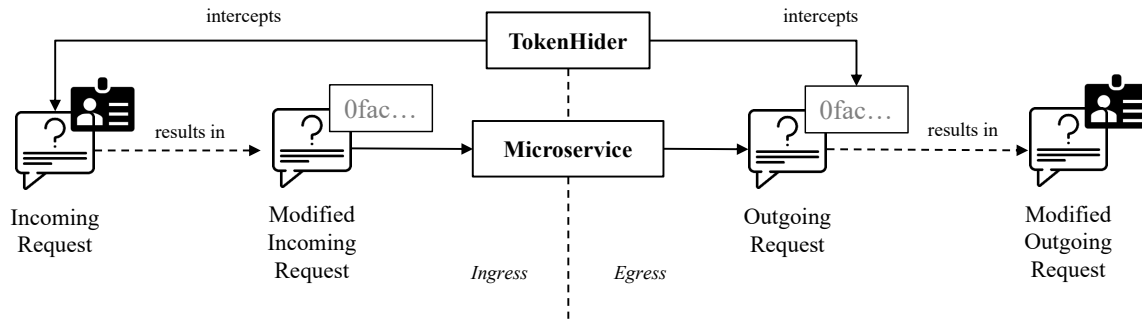 intercepts
TokenHider
intercepts
?
results in
?
0fac…
Microservice
?
0fac…
results in
?
Incoming
Request
Modified
Incoming
Request
Outgoing
Request
Modified
Outgoing
Request
Ingress
Egress